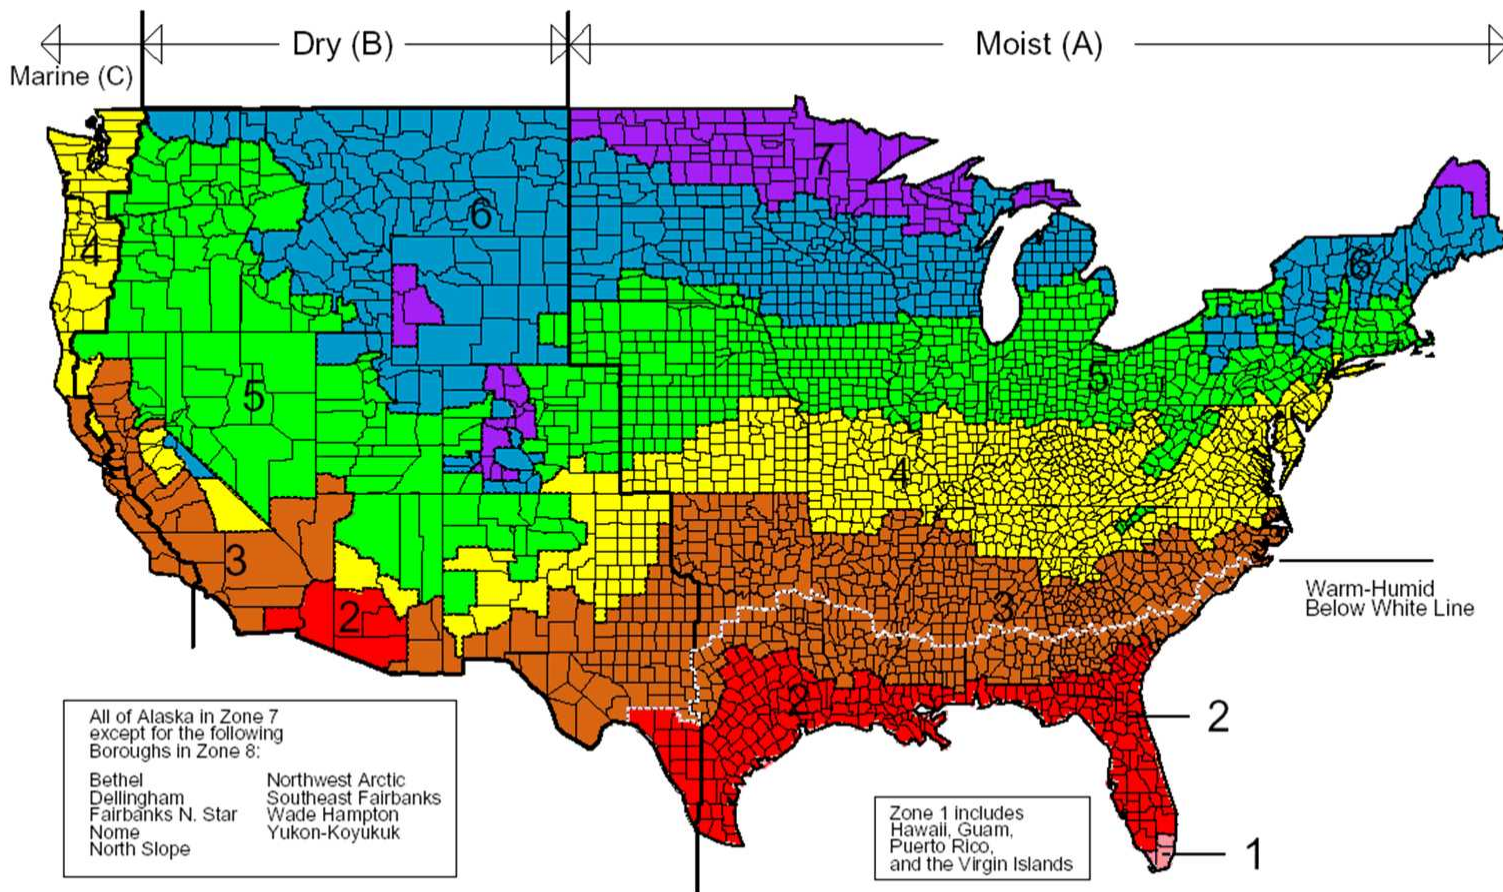 Dry (B)
Moist (A)
Marine (C)
7
6
4
6
5
5
4
3
3
2
2
Warm-Humid
Below White Line
2
1
All of Alaska in Zone 7
except for the following
Boroughs in Zone 8:
Bethel
Dellingham
Fairbanks N. Star
Nome
North Slope
Northwest Arctic
Southeast Fairbanks
Wade Hampton
Yukon-Koyukuk
Zone 1 includes
Hawaii, Guam,
Puerto Rico,
and the Virgin Islands